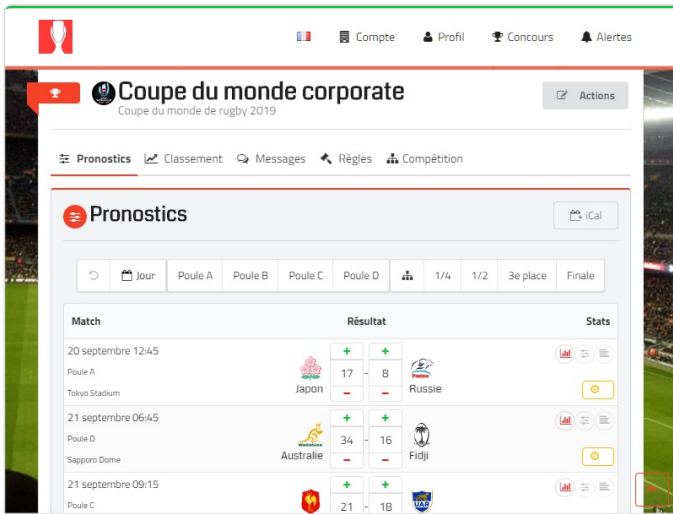 Compte Profil Concours Alertes
Coupe du monde corporate
Coupe du monde de rugby 2019
Actions
Pronostics Classement Messages Règles Compétition
Pronostics
iCal
Jour Poule A Poule B Poule C Poule D 1/4 1/2 3e place Finale
Match Résultat Stats
20 septembre 12:45
Poule A
Tokyo Stadium
Japon
+ +
17 - 8
− −
Russie
21 septembre 06:45
Poule D
Sapporo Dome
Australie
+ +
34 - 16
− −
Fidji
21 septembre 09:15
Poule C
+ +
21 - 18
UAR